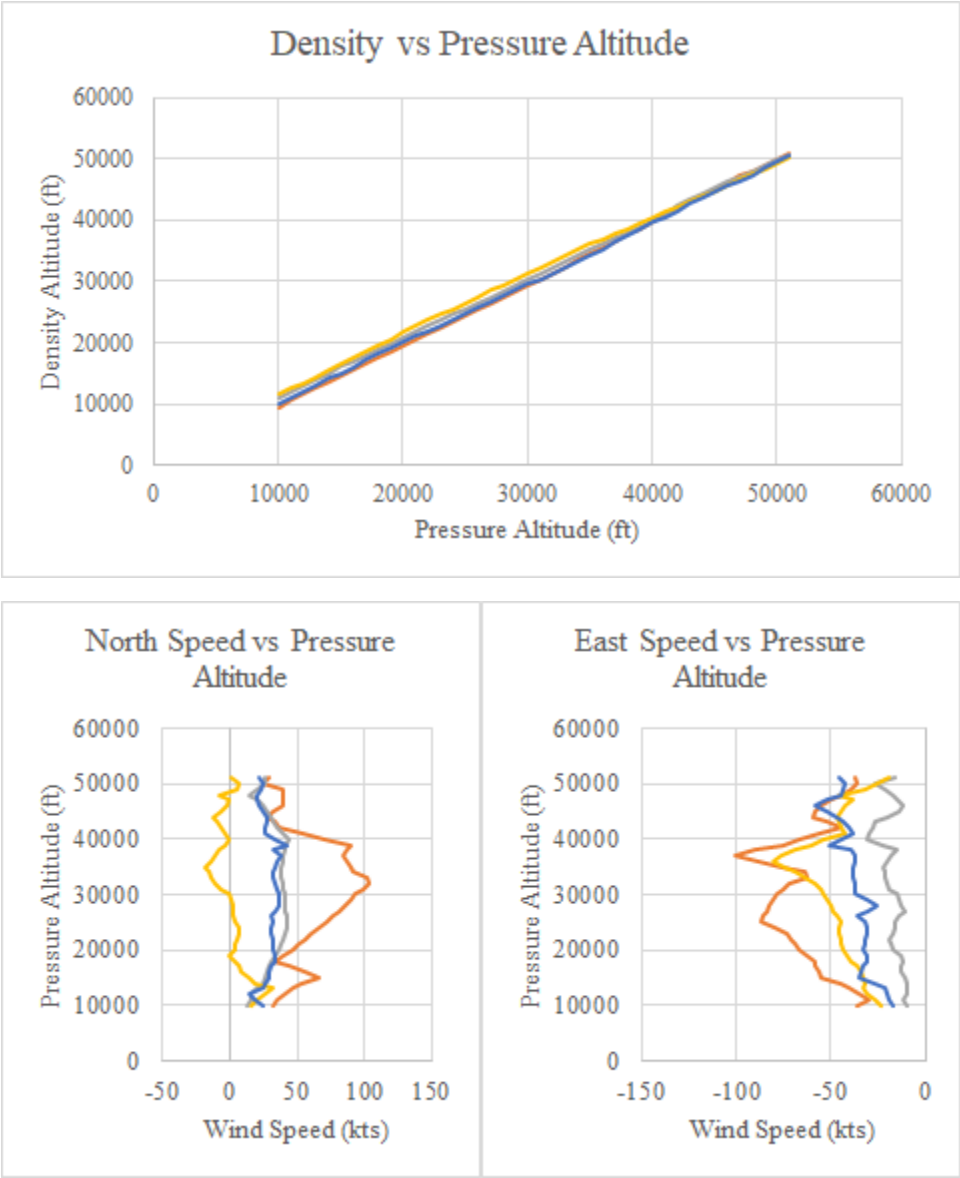 Density vs Pressure Altitude
60000
50000
40000
30000
20000
10000
0
Density Altitude (ft)
0 10000 20000 30000 40000 50000 60000
Pressure Altitude (ft)
North Speed vs Pressure
Altitude
60000
50000
40000
30000
20000
10000
0
Pressure Altitude (ft)
-50 0 50 100 150
Wind Speed (kts)
East Speed vs Pressure
Altitude
60000
50000
40000
30000
20000
10000
0
Pressure Altitude (ft)
-150 -100 -50 0
Wind Speed (kts)